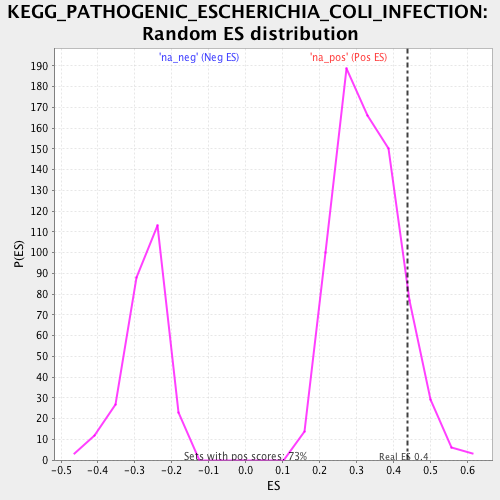 KEGG_PATHOGENIC_ESCHERICHIA_COLI_INFECTION:
Random ES distribution
'na_neg' (Neg ES) 'na_pos' (Pos ES)
190
180
170
160
150
140
130
120
110
100
90
80
70
60
50
40
30
20
10
0
P(ES)
Sets with pos scores: 73%
Real ES 0.4
-0.5 -0.4 -0.3 -0.2 -0.1 0.0 0.1 0.2 0.3 0.4 0.5 0.6
ES